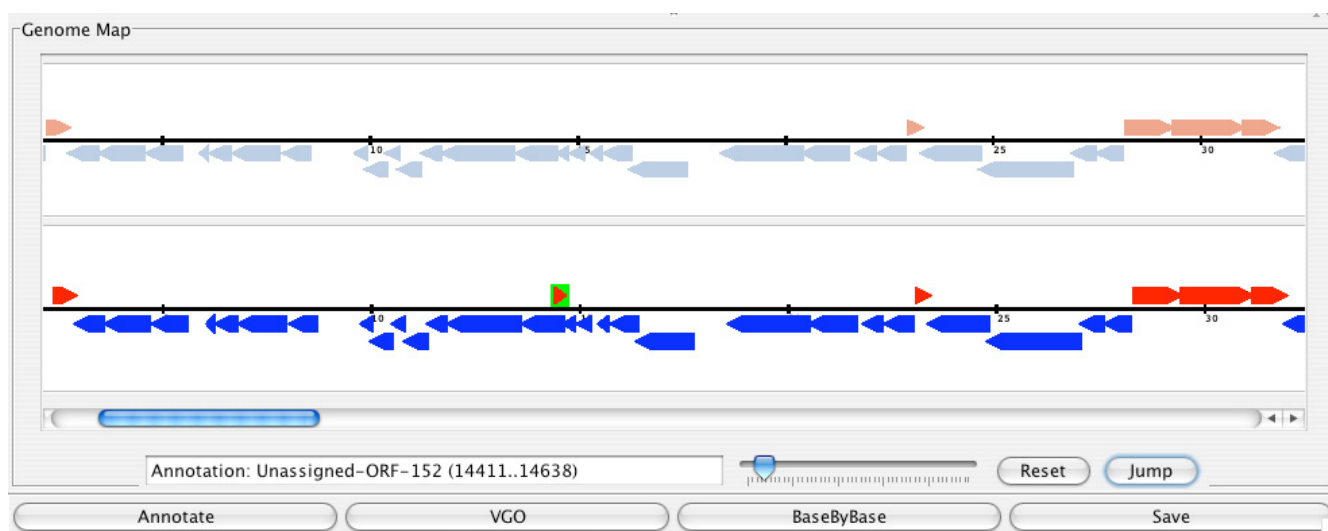 Genome Map
10 5 25 30
10 1 25 30
Annotation: Unassigned-ORF-152 (14411..14638)
Reset
Jump
Annotate VGO BaseByBase Save